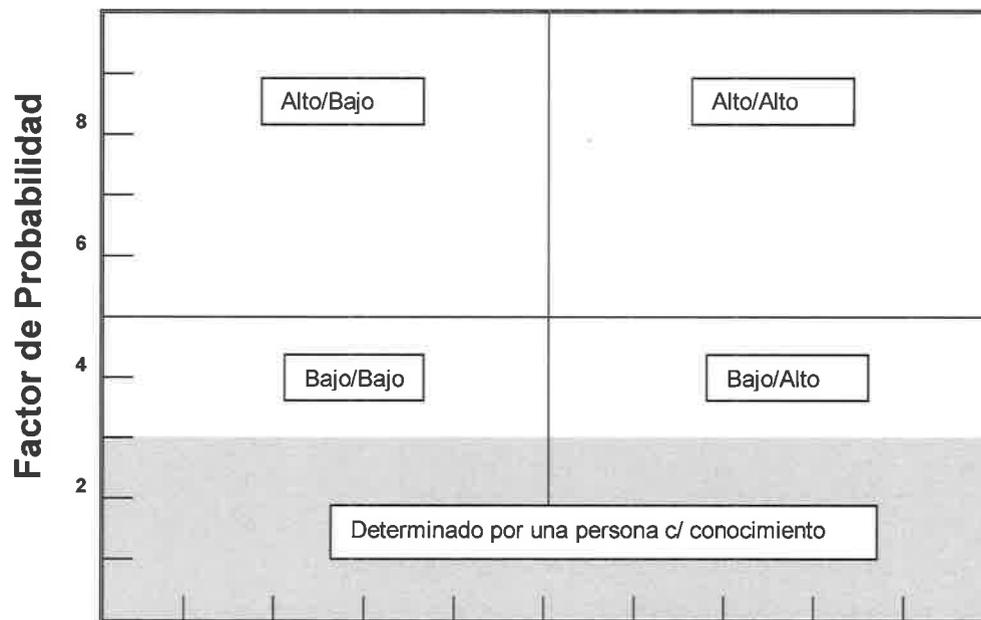 Factor de Probabilidad
8
6
4
2
Alto/Bajo
Alto/Alto
Bajo/Bajo
Bajo/Alto
Determinado por una persona c/ conocimiento